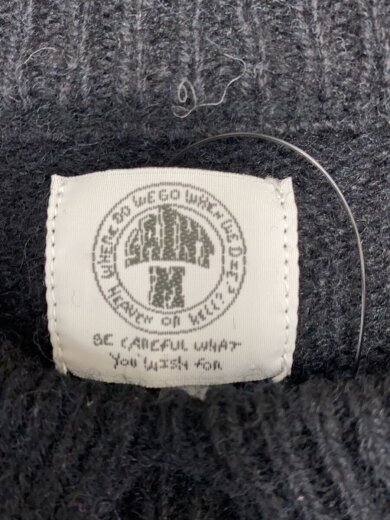 WHERE DO WE GO WHEN WE DIE?
HEAVEN OR HELL?
SAINT
M
BE CAREFUL WHAT
YOU WISH FOR